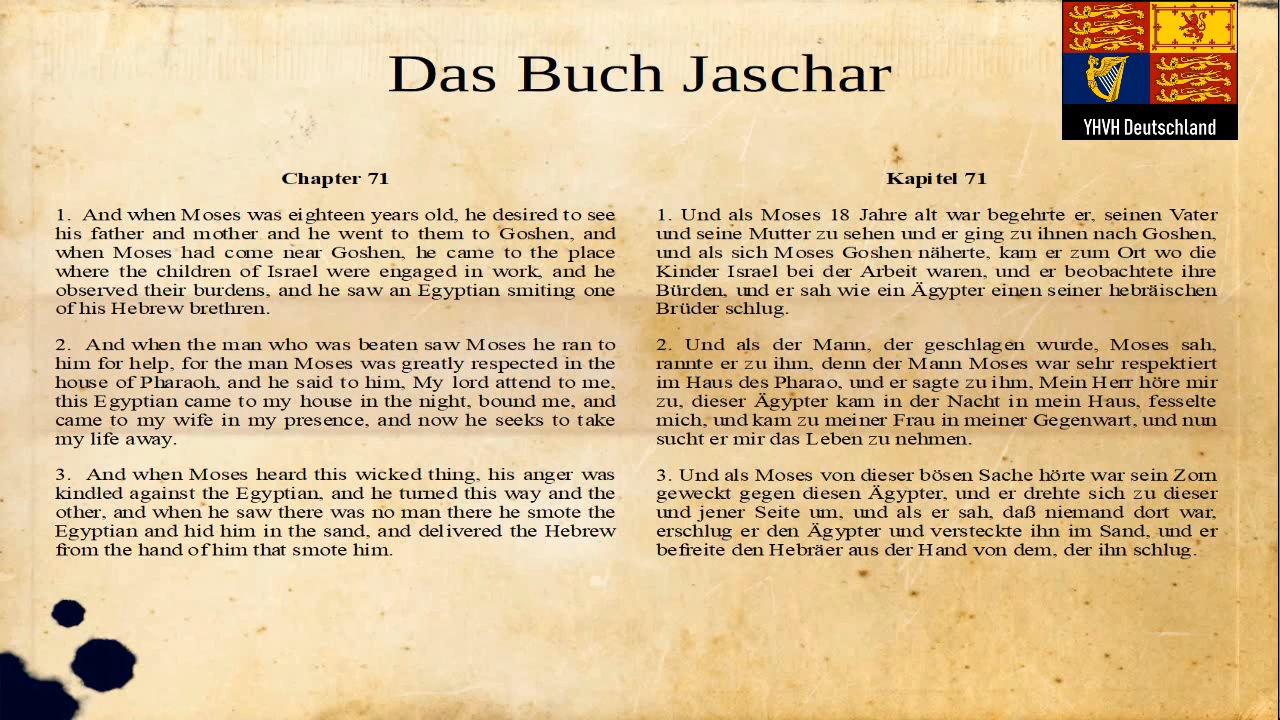 Das Buch Jaschar
YHVH Deutschland
Chapter 71
1. And when Moses was eighteen years old, he desired to see
his father and mother and he went to them to Goshen, and
when Moses had come near Goshen, he came to the place
where the children of Israel were engaged in work, and he
observed their burdens, and he saw an Egyptian smiting one
of his Hebrew brethren.
2. And when the man who was beaten saw Moses he ran to
him for help, for the man Moses was greatly respected in the
house of Pharaoh, and he said to him, My lord attend to me,
this Egyptian came to my house in the night, bound me, and
came to my wife in my presence, and now he seeks to take
my life away.
3. And when Moses heard this wicked thing, his anger was
kindled against the Egyptian, and he turned this way and the
other, and when he saw there was no man there he smote the
Egyptian and hid him in the sand, and delivered the Hebrew
from the hand of him that smote him.
Kapitel 71
1. Und als Moses 18 Jahre alt war begehrte er, seinen Vater
und seine Mutter zu sehen und er ging zu ihnen nach Goshen,
und als sich Moses Goshen näherte, kam er zum Ort wo die
Kinder Israel bei der Arbeit waren, und er beobachtete ihre
Bürden, und er sah wie ein Ägypter einen seiner hebräischen
Brüder schlug.
2. Und als der Mann, der geschlagen wurde, Moses sah,
rannte er zu ihm, denn der Mann Moses war sehr respektiert
im Haus des Pharao, und er sagte zu ihm, Mein Herr höre mir
zu, dieser Ägypter kam in der Nacht in mein Haus, fesselte
mich, und kam zu meiner Frau in meiner Gegenwart, und nun
sucht er mir das Leben zu nehmen.
3. Und als Moses von dieser bösen Sache hörte war sein Zorn
geweckt gegen diesen Ägypter, und er drehte sich zu dieser
und jener Seite um, und als er sah, daß niemand dort war,
erschlug er den Ägypter und versteckte ihn im Sand, und er
befreite den Hebräer aus der Hand von dem, der ihn schlug.